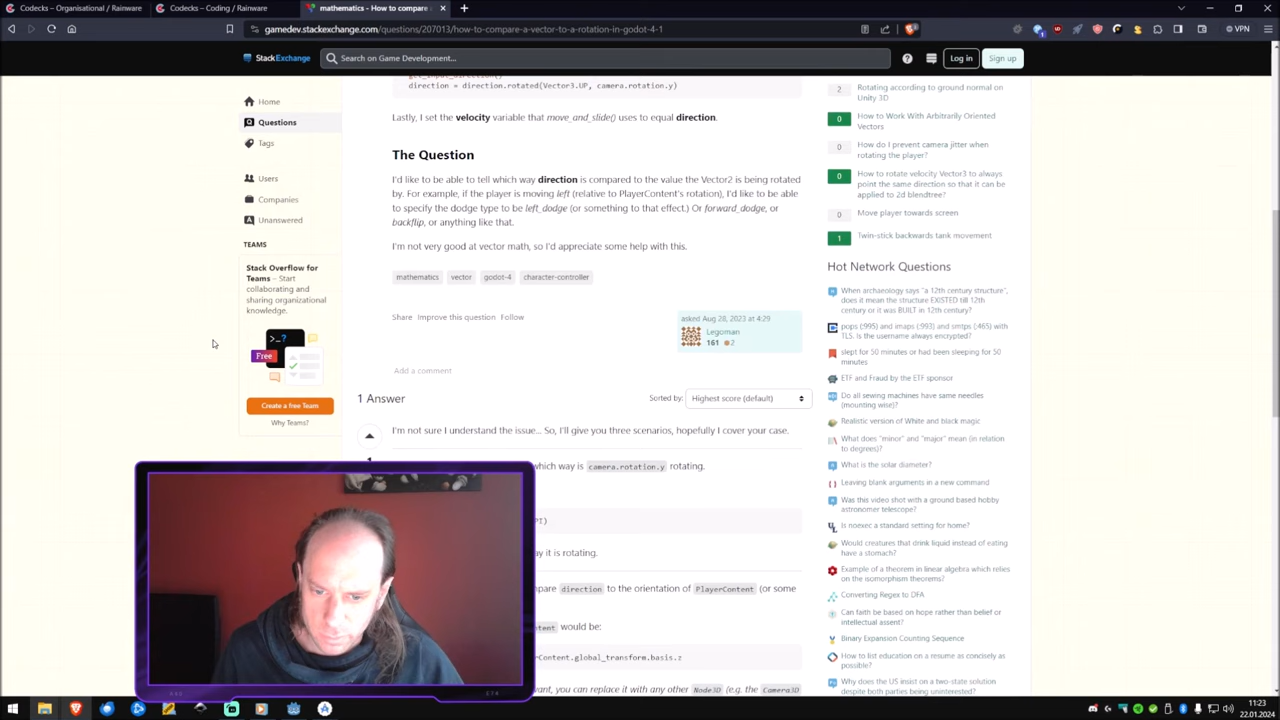 Codecks – Organisational / Rainware
Codecks – Coding / Rainware
mathematics - How to compare
gamedev.stackexchange.com/questions/207013/how-to-compare-a-vector-to-a-rotation-in-godot-4-1
VPN
StackExchange
Search on Game Development...
Log in
Sign up
Home
Questions
Tags
Users
Companies
Unanswered
TEAMS
Stack Overflow for
Teams – Start
collaborating and
sharing organizational
knowledge.
>_?
Free
Create a free Team
Why Teams?
get_input_direction()
direction = direction.rotated(Vector3.UP, camera.rotation.y)
Lastly, I set the velocity variable that move_and_slide() uses to equal direction.
The Question
I'd like to be able to tell which way direction is compared to the value the Vector2 is being rotated
by. For example, if the player is moving left (relative to PlayerContent's rotation), I'd like to be able
to specify the dodge type to be left_dodge (or something to that effect.) Or forward_dodge, or
backflip, or anything like that.
I'm not very good at vector math, so I'd appreciate some help with this.
mathematics
vector
godot-4
character-controller
Share Improve this question Follow
asked Aug 28, 2023 at 4:29
Legoman
161 2
Add a comment
1 Answer
Sorted by:
Highest score (default)
I'm not sure I understand the issue... So, I'll give you three scenarios, hopefully I cover your case.
which way is camera.rotation.y rotating.
PI)
it is rotating.
direction to the orientation of PlayerContent (or some
would be:
Content.global_transform.basis.z
you can replace it with any other Node3D (e.g. the Camera3D
2
Rotating according to ground normal on
Unity 3D
0
How to Work With Arbitrarily Oriented
Vectors
0
How do I prevent camera jitter when
rotating the player?
0
How to rotate velocity Vector3 to always
point the same direction so that it can be
applied to 2d blendtree?
0
Move player towards screen
1
Twin-stick backwards tank movement
Hot Network Questions
When archaeology says "a 12th century structure",
does it mean the structure EXISTED till 12th
century or it was BUILT in 12th century?
pops (:995) and imaps (:993) and smtps (:465) with
TLS. Is the username always encrypted?
slept for 50 minutes or had been sleeping for 50
minutes
ETF and Fraud by the ETF sponsor
Do all sewing machines have same needles
(mounting wise)?
Realistic version of White and black magic
What does "minor" and "major" mean (in relation
to degrees)?
What is the solar diameter?
Leaving blank arguments in a new command
Was this video shot with a ground based hobby
astronomer telescope?
Is noexec a standard setting for home?
Would creatures that drink liquid instead of eating
have a stomach?
Example of a theorem in linear algebra which relies
on the isomorphism theorems?
Converting Regex to DFA
Can faith be based on hope rather than belief or
intellectual assent?
Binary Expansion Counting Sequence
How to list education on a resume as concisely as
possible?
Why does the US insist on a two-state solution
despite both parties being uninterested?
11:23
22.01.2024